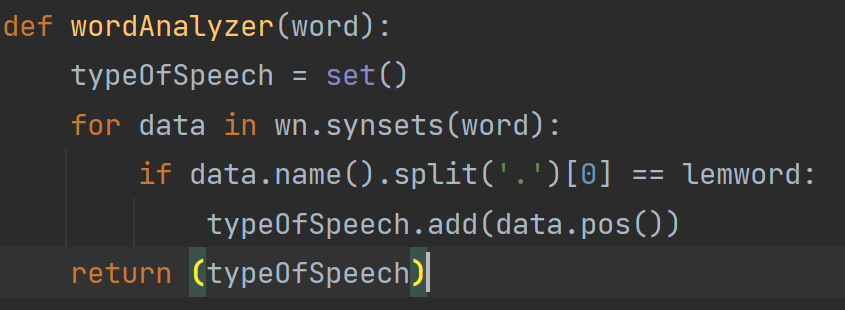 def wordAnalyzer(word):
    typeOfSpeech = set()
    for data in wn.synsets(word):
        if data.name().split('.')[0] == lemword:
            typeOfSpeech.add(data.pos())
    return (typeOfSpeech)